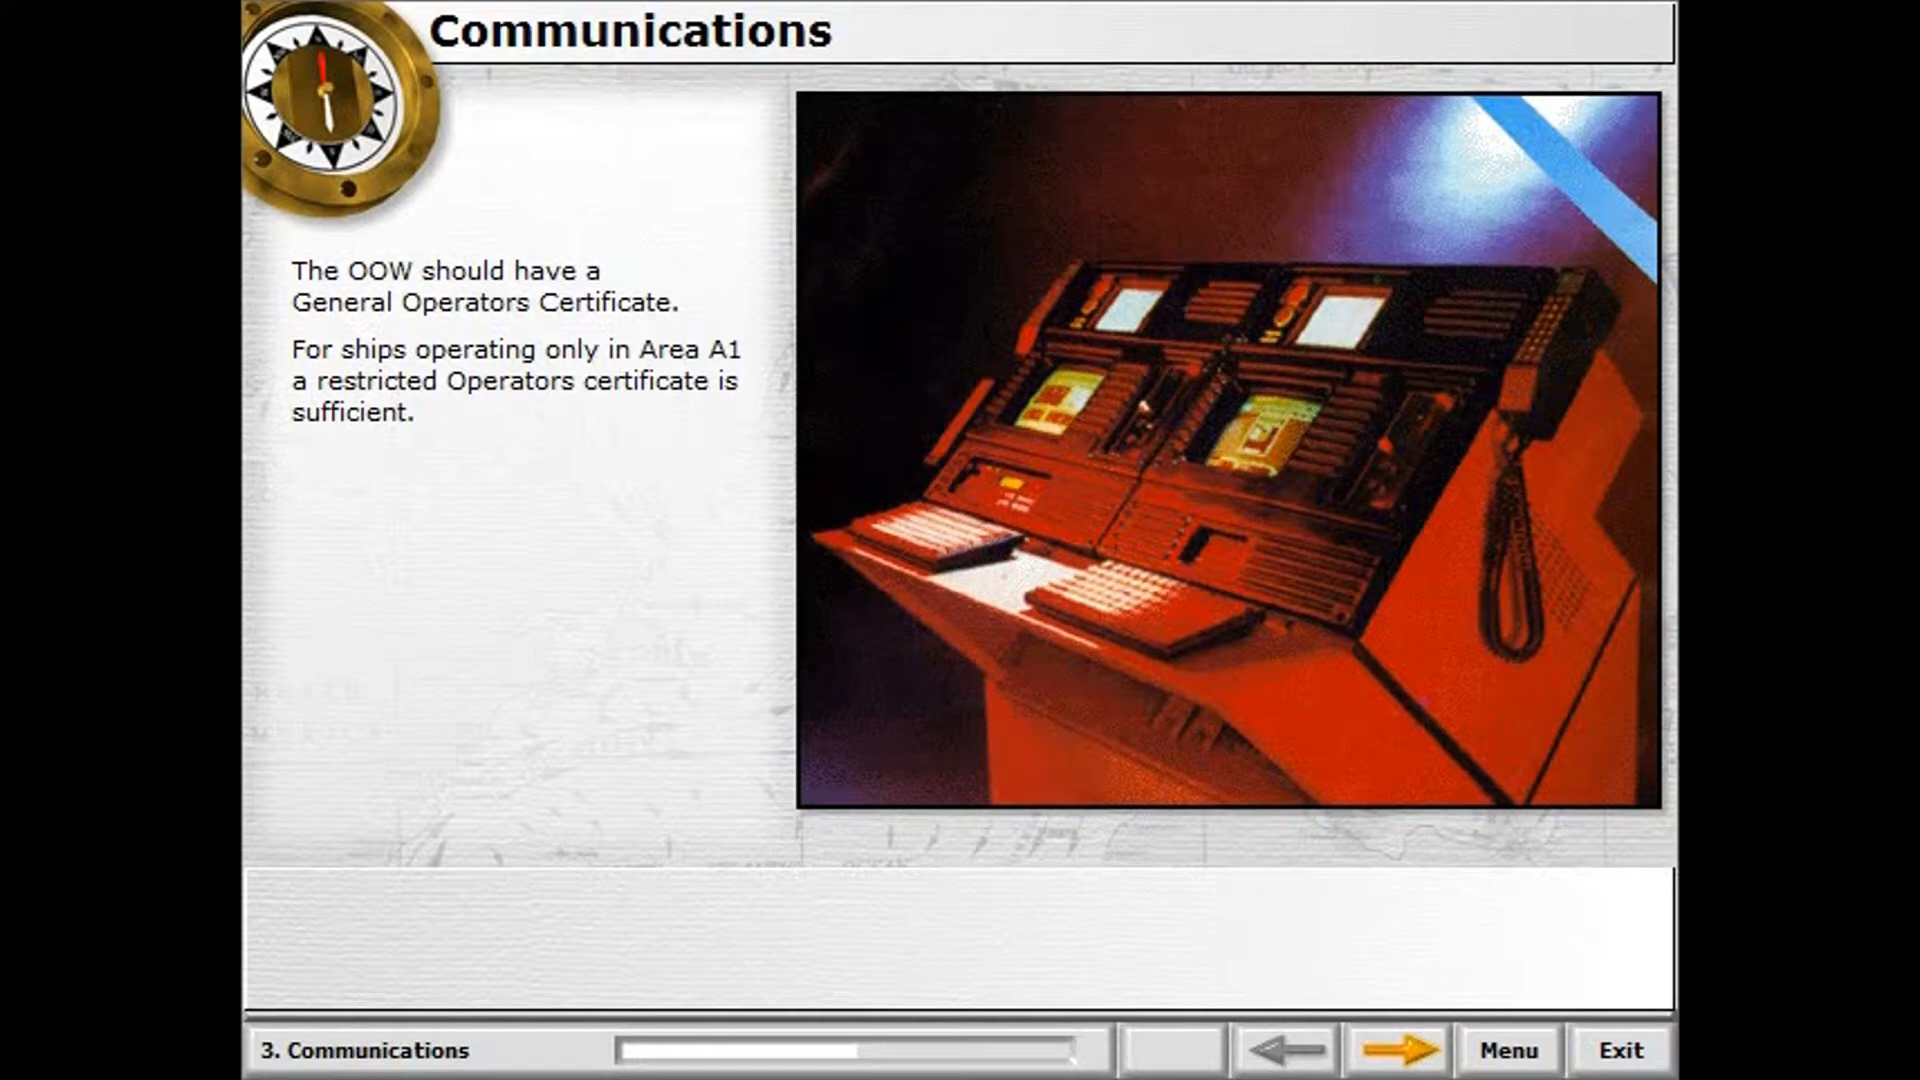 Communications
The OOW should have a
General Operators Certificate.
For ships operating only in Area A1
a restricted Operators certificate is
sufficient.
3. Communications
Menu
Exit